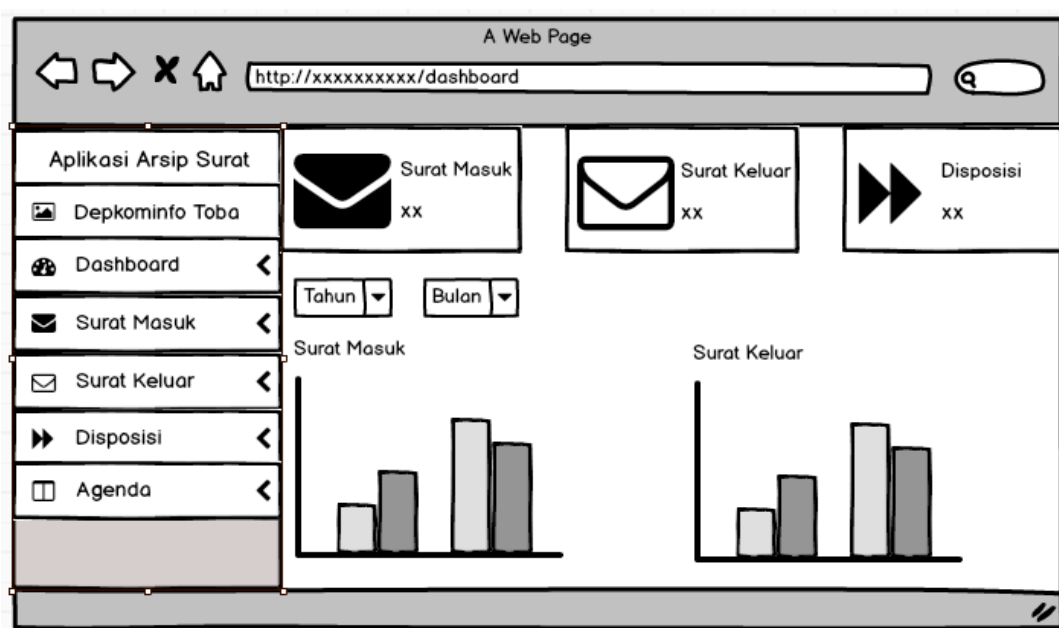 A Web Page
http://xxxxxxxxxx/dashboard
Aplikasi Arsip Surat
Depkominfo Toba
Dashboard
Surat Masuk
Surat Keluar
Disposisi
Agenda
Surat Masuk
xx
Surat Keluar
xx
Disposisi
xx
Tahun
Bulan
Surat Masuk
Surat Keluar